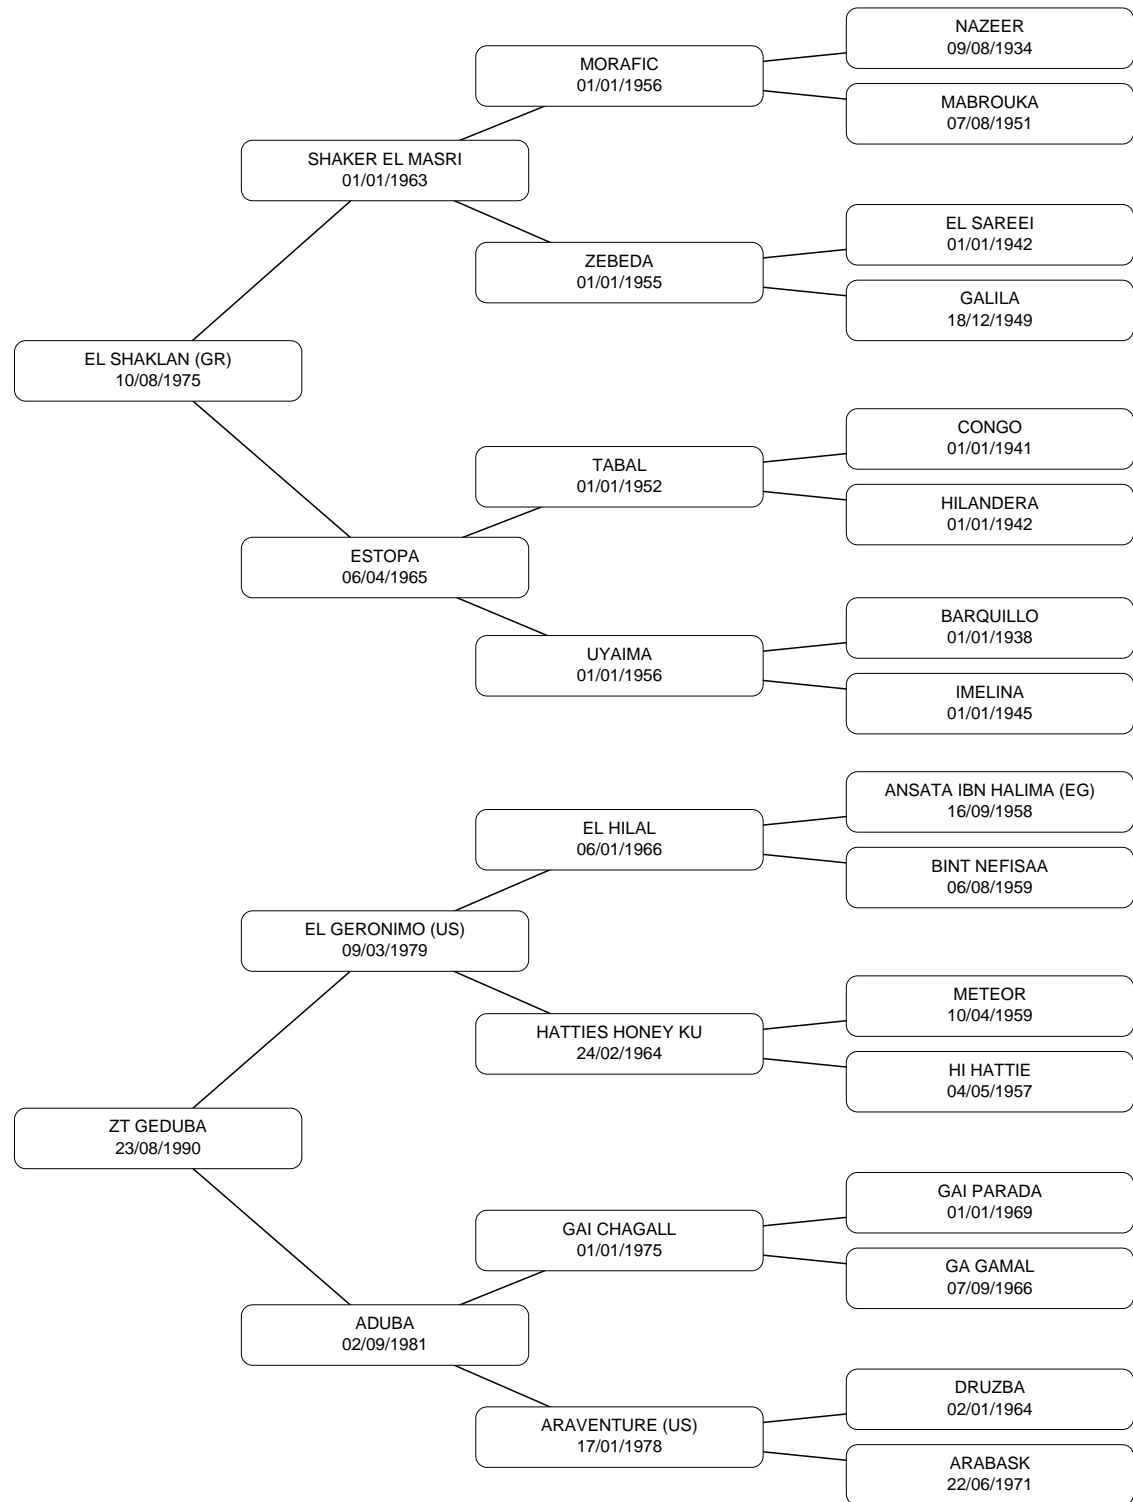 NAZEER
09/08/1934
MORAFIC
01/01/1956
MABROUKA
07/08/1951
SHAKER EL MASRI
01/01/1963
EL SAREEI
01/01/1942
ZEBEDA
01/01/1955
GALILA
18/12/1949
EL SHAKLAN (GR)
10/08/1975
CONGO
01/01/1941
TABAL
01/01/1952
HILANDERA
01/01/1942
ESTOPA
06/04/1965
BARQUILLO
01/01/1938
UYAIMA
01/01/1956
IMELINA
01/01/1945
ANSATA IBN HALIMA (EG)
16/09/1958
EL HILAL
06/01/1966
BINT NEFISAA
06/08/1959
EL GERONIMO (US)
09/03/1979
METEOR
10/04/1959
HATTIES HONEY KU
24/02/1964
HI HATTIE
04/05/1957
ZT GEDUBA
23/08/1990
GAI PARADA
01/01/1969
GAI CHAGALL
01/01/1975
GA GAMAL
07/09/1966
ADUBA
02/09/1981
DRUZBA
02/01/1964
ARAVENTURE (US)
17/01/1978
ARABASK
22/06/1971